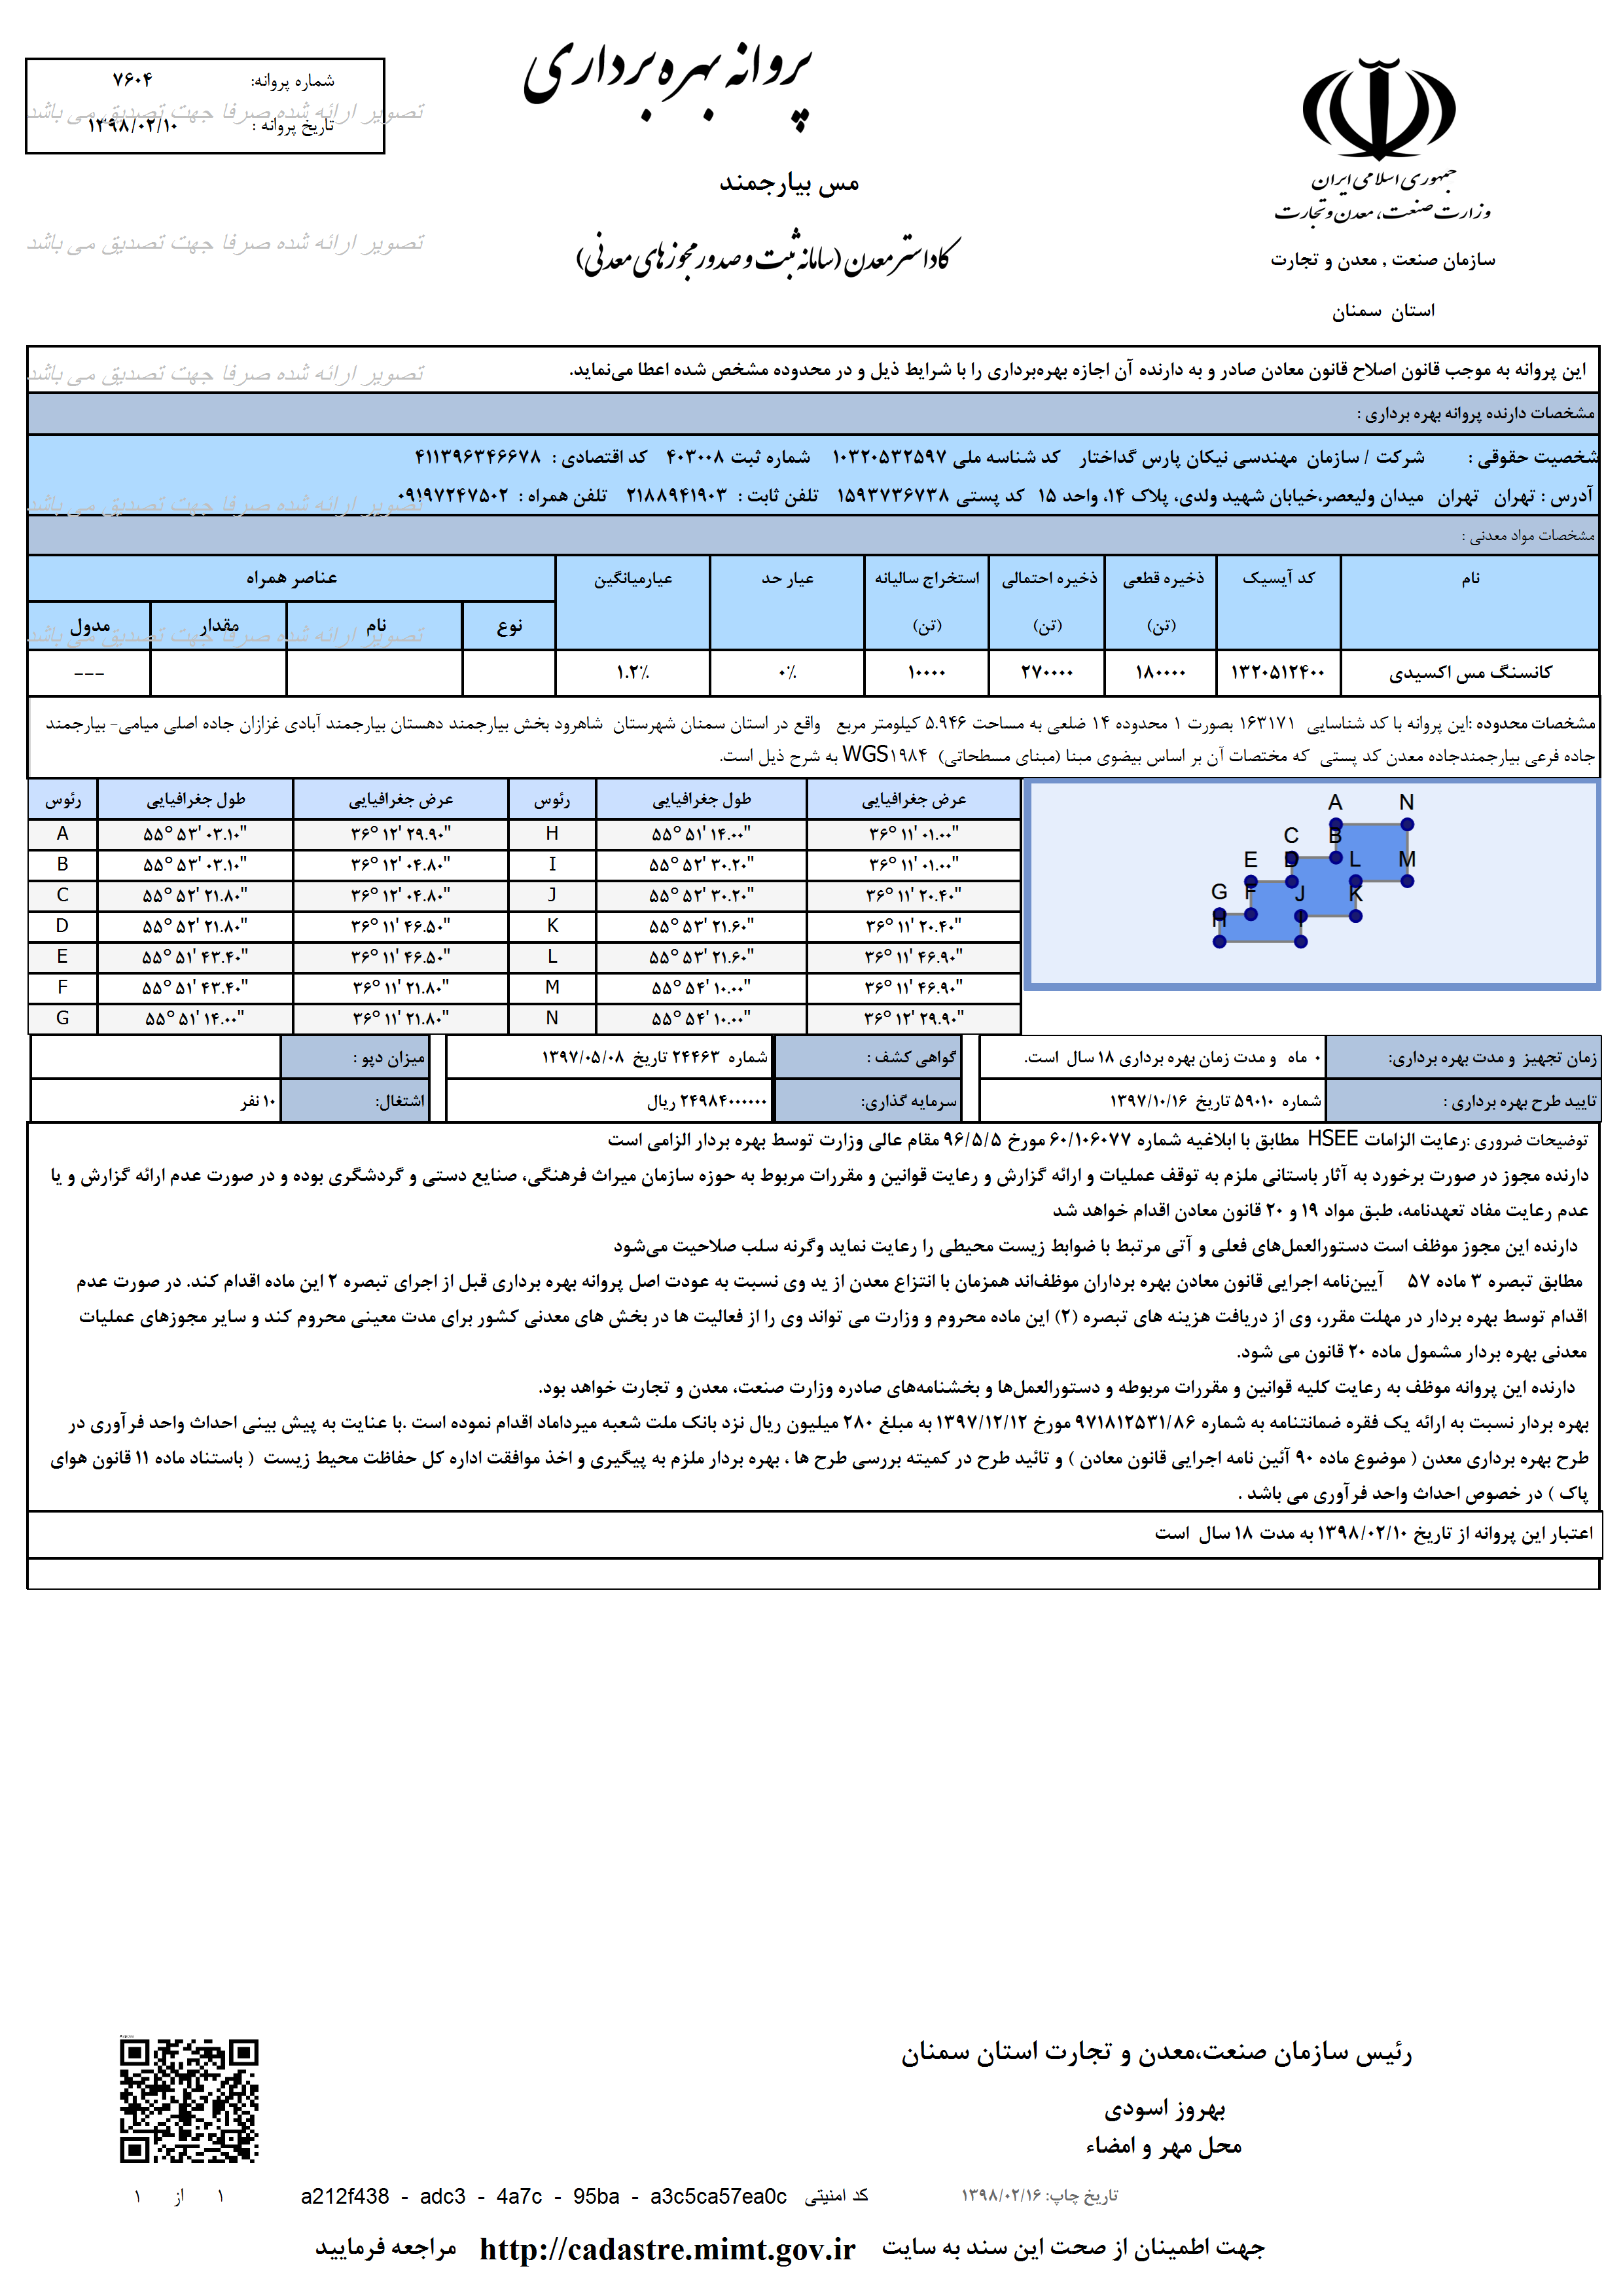 پروانه بهره برداری
مس بیارجمند
کاداستر معدن (سامانه ثبت و صدور مجوزهای معدنی)
جمهوری اسلامی ایران
وزارت صنعت، معدن و تجارت
سازمان صنعت , معدن و تجارت
استان سمنان
شماره پروانه: ۷۶۰۴
تصویر ارائه شده صرفا جهت تصدیق می باشد
تاریخ پروانه : ۱۳۹۸/۰۲/۱۰
تصویر ارائه شده صرفا جهت تصدیق می باشد
تصویر ارائه شده صرفا جهت تصدیق می باشد
این پروانه به موجب قانون اصلاح قانون معادن صادر و به دارنده آن اجازه بهره‌برداری را با شرایط ذیل و در محدوده مشخص شده اعطا می‌نماید.
مشخصات دارنده پروانه بهره برداری :
شخصیت حقوقی : شرکت / سازمان مهندسی نیکان پارس گداختار کد شناسه ملی ۱۰۳۲۰۵۳۲۵۹۷ شماره ثبت ۴۰۳۰۰۸ کد اقتصادی : ۴۱۱۳۹۶۳۴۶۶۷۸
آدرس : تهران تهران میدان ولیعصر،خیابان شهید ولدی، پلاک ۱۴، واحد ۱۵ کد پستی ۱۵۹۳۷۳۶۷۳۸ تلفن ثابت : ۲۱۸۸۹۴۱۹۰۳ تلفن همراه : ۰۹۱۹۷۲۴۷۵۰۲
تصویر ارائه شده صرفا جهت تصدیق می باشد
مشخصات مواد معدنی :
نام کد آیسیک ذخیره قطعی (تن) ذخیره احتمالی (تن) استخراج سالیانه (تن) عیار حد عیارمیانگین عناصر همراه
نوع نام مقدار مدول
تصویر ارائه شده صرفا جهت تصدیق می باشد
کانسنگ مس اکسیدی ۱۳۲۰۵۱۲۴۰۰ ۱۸۰۰۰۰ ۲۷۰۰۰۰ ۱۰۰۰۰ ۰٪ ۱.۲٪ ---
مشخصات محدوده :این پروانه با کد شناسایی ۱۶۳۱۷۱ بصورت ۱ محدوده ۱۴ ضلعی به مساحت ۵.۹۴۶ کیلومتر مربع واقع در استان سمنان شهرستان شاهرود بخش بیارجمند دهستان بیارجمند آبادی غزازان جاده اصلی میامی- بیارجمند
جاده فرعی بیارجمندجاده معدن کد پستی که مختصات آن بر اساس بیضوی مبنا (مبنای مسطحاتی) WGS۱۹۸۴ به شرح ذیل است.
رئوس طول جغرافیایی عرض جغرافیایی رئوس طول جغرافیایی عرض جغرافیایی
A ۵۵° ۵۳' ۰۳.۱۰" ۳۶° ۱۲' ۲۹.۹۰" H ۵۵° ۵۱' ۱۴.۰۰" ۳۶° ۱۱' ۰۱.۰۰"
B ۵۵° ۵۳' ۰۳.۱۰" ۳۶° ۱۲' ۰۴.۸۰" I ۵۵° ۵۲' ۳۰.۲۰" ۳۶° ۱۱' ۰۱.۰۰"
C ۵۵° ۵۲' ۲۱.۸۰" ۳۶° ۱۲' ۰۴.۸۰" J ۵۵° ۵۲' ۳۰.۲۰" ۳۶° ۱۱' ۲۰.۴۰"
D ۵۵° ۵۲' ۲۱.۸۰" ۳۶° ۱۱' ۴۶.۵۰" K ۵۵° ۵۳' ۲۱.۶۰" ۳۶° ۱۱' ۲۰.۴۰"
E ۵۵° ۵۱' ۴۳.۴۰" ۳۶° ۱۱' ۴۶.۵۰" L ۵۵° ۵۳' ۲۱.۶۰" ۳۶° ۱۱' ۴۶.۹۰"
F ۵۵° ۵۱' ۴۳.۴۰" ۳۶° ۱۱' ۲۱.۸۰" M ۵۵° ۵۴' ۱۰.۰۰" ۳۶° ۱۱' ۴۶.۹۰"
G ۵۵° ۵۱' ۱۴.۰۰" ۳۶° ۱۱' ۲۱.۸۰" N ۵۵° ۵۴' ۱۰.۰۰" ۳۶° ۱۲' ۲۹.۹۰"
A N
C B
E D L M
G F J K
H I
زمان تجهیز و مدت بهره برداری: ۰ ماه و مدت زمان بهره برداری ۱۸ سال است. گواهی کشف : شماره ۲۴۴۶۳ تاریخ ۱۳۹۷/۰۵/۰۸ میزان دپو :
تایید طرح بهره برداری : شماره ۵۹۰۱۰ تاریخ ۱۳۹۷/۱۰/۱۶ سرمایه گذاری: ۲۴۹۸۴۰۰۰۰۰۰ ریال اشتغال: ۱۰ نفر
توضیحات ضروری :رعایت الزامات HSEE مطابق با ابلاغیه شماره ۶۰/۱۰۶۰۷۷ مورخ ۹۶/۵/۵ مقام عالی وزارت توسط بهره بردار الزامی است
دارنده مجوز در صورت برخورد به آثار باستانی ملزم به توقف عملیات و ارائه گزارش و رعایت قوانین و مقررات مربوط به حوزه سازمان میراث فرهنگی، صنایع دستی و گردشگری بوده و در صورت عدم ارائه گزارش و یا
عدم رعایت مفاد تعهدنامه، طبق مواد ۱۹ و ۲۰ قانون معادن اقدام خواهد شد
دارنده این مجوز موظف است دستورالعمل‌های فعلی و آتی مرتبط با ضوابط زیست محیطی را رعایت نماید وگرنه سلب صلاحیت می‌شود
مطابق تبصره ۳ ماده ۵۷ آیین‌نامه اجرایی قانون معادن بهره برداران موظف‌اند همزمان با انتزاع معدن از ید وی نسبت به عودت اصل پروانه بهره برداری قبل از اجرای تبصره ۲ این ماده اقدام کند. در صورت عدم
اقدام توسط بهره بردار در مهلت مقرر، وی از دریافت هزینه های تبصره (۲) این ماده محروم و وزارت می تواند وی را از فعالیت ها در بخش های معدنی کشور برای مدت معینی محروم کند و سایر مجوزهای عملیات
معدنی بهره بردار مشمول ماده ۲۰ قانون می شود.
دارنده این پروانه موظف به رعایت کلیه قوانین و مقررات مربوطه و دستورالعمل‌ها و بخشنامه‌های صادره وزارت صنعت، معدن و تجارت خواهد بود.
بهره بردار نسبت به ارائه یک فقره ضمانتنامه به شماره ۹۷۱۸۱۲۵۳۱/۸۶ مورخ ۱۳۹۷/۱۲/۱۲ به مبلغ ۲۸۰ میلیون ریال نزد بانک ملت شعبه میرداماد اقدام نموده است .با عنایت به پیش بینی احداث واحد فرآوری در
طرح بهره برداری معدن ( موضوع ماده ۹۰ آئین نامه اجرایی قانون معادن ) و تائید طرح در کمیته بررسی طرح ها ، بهره بردار ملزم به پیگیری و اخذ موافقت اداره کل حفاظت محیط زیست ( باستناد ماده ۱۱ قانون هوای
پاک ) در خصوص احداث واحد فرآوری می باشد .
اعتبار این پروانه از تاریخ ۱۳۹۸/۰۲/۱۰ به مدت ۱۸ سال است
رئیس سازمان صنعت،معدن و تجارت استان سمنان
بهروز اسودی
محل مهر و امضاء
تاریخ چاپ: ۱۳۹۸/۰۲/۱۶
کد امنیتی a212f438 - adc3 - 4a7c - 95ba - a3c5ca57ea0c
۱ از ۱
جهت اطمینان از صحت این سند به سایت http://cadastre.mimt.gov.ir مراجعه فرمایید